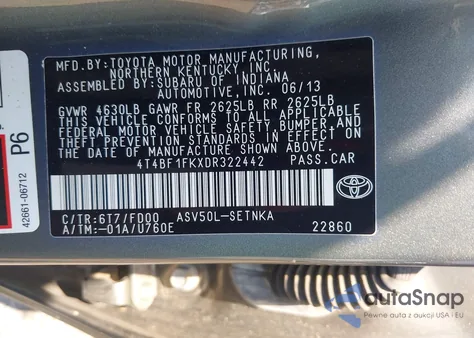 MFD. BY: TOYOTA MOTOR MANUFACTURING,
NORTHERN KENTUCKY INC.
ASSEMBLED BY: SUBARU OF INDIANA
AUTOMOTIVE, INC. 06/13
GVWR 4630LB GAWR FR 2625LB RR 2625LB
THIS VEHICLE CONFORMS TO ALL APPLICABLE
FEDERAL MOTOR VEHICLE SAFETY, BUMPER, AND
THEFT PREVENTION STANDARDS IN EFFECT ON
THE DATE OF MANUFACTURE SHOWN ABOVE.
4T4BF1FKXDR322442 PASS.CAR
C/TR:6T7/FD00 ASV50L-SETNKA
A/TM:-01A/U760E 22860
TOYOTA
P6
42661-06712
autaSnap
Pewne auta z aukcji USA i EU